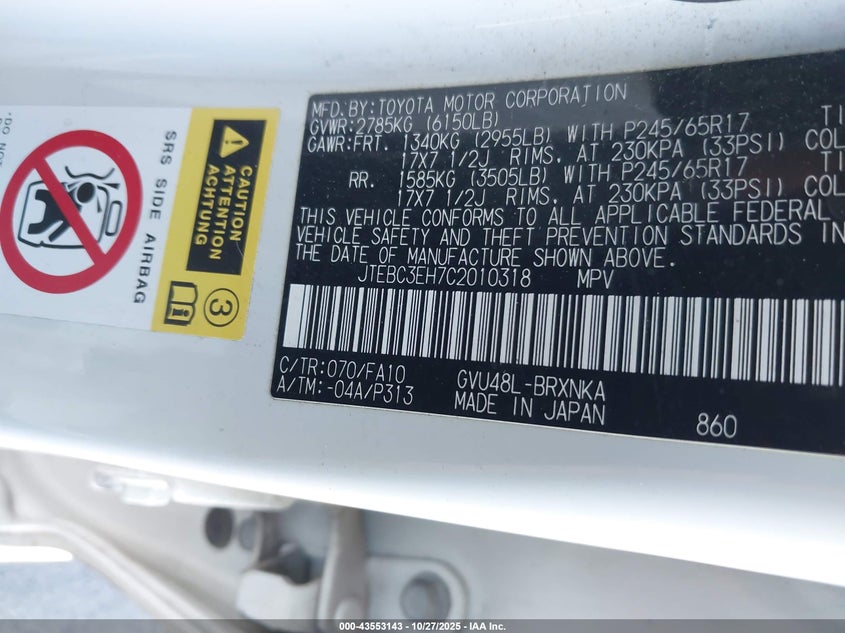 MFD.BY:TOYOTA MOTOR CORPORATION
GVWR:2785KG (6150LB)
GAWR:FRT. 1340KG (2955LB) WITH P245/65R17 TI
17X7 1/2J RIMS, AT 230KPA (33PSI) COL
RR. 1585KG (3505LB) WITH P245/65R17 TI
17X7 1/2J RIMS, AT 230KPA (33PSI) COL
THIS VEHICLE CONFORMS TO ALL APPLICABLE FEDERAL
VEHICLE SAFETY AND THEFT PREVENTION STANDARDS IN
THE DATE OF MANUFACTURE SHOWN ABOVE.
JTEBC3EH7C2010318 MPV
C/TR:070/FA10 GVU48L-BRXNKA
A/TM:-04A/P313 MADE IN JAPAN 860
DO NOT
SRS SIDE AIRBAG
CAUTION
ATTENTION
ACHTUNG
3
000-43553143 - 10/27/2025 - IAA Inc.